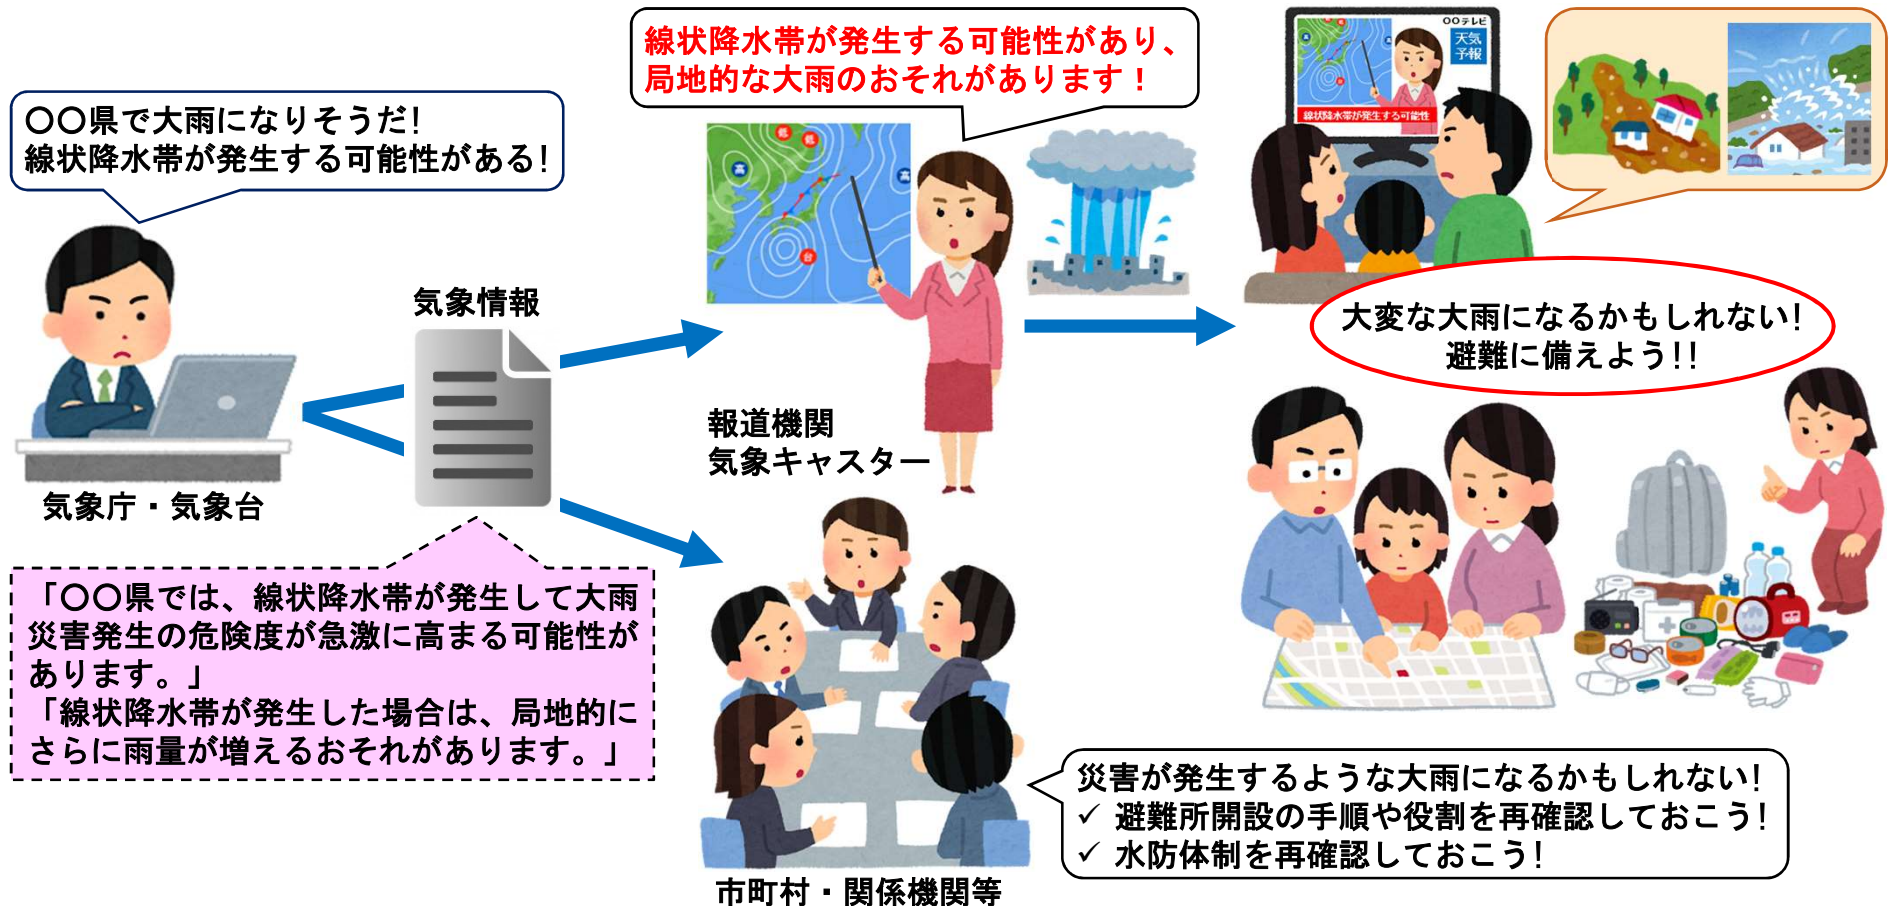 〇〇県で大雨になりそうだ！
線状降水帯が発生する可能性がある！
気象庁・気象台
気象情報
「〇〇県では、線状降水帯が発生して大雨
災害発生の危険度が急激に高まる可能性が
あります。」
「線状降水帯が発生した場合は、局地的に
さらに雨量が増えるおそれがあります。」
線状降水帯が発生する可能性があり、
局地的な大雨のおそれがあります！
低
低
高
高
台
報道機関
気象キャスター
〇〇テレビ
天気
予報
線状降水帯が発生する可能性
大変な大雨になるかもしれない！
避難に備えよう！！
市町村・関係機関等
災害が発生するような大雨になるかもしれない！
✓ 避難所開設の手順や役割を再確認しておこう！
✓ 水防体制を再確認しておこう！